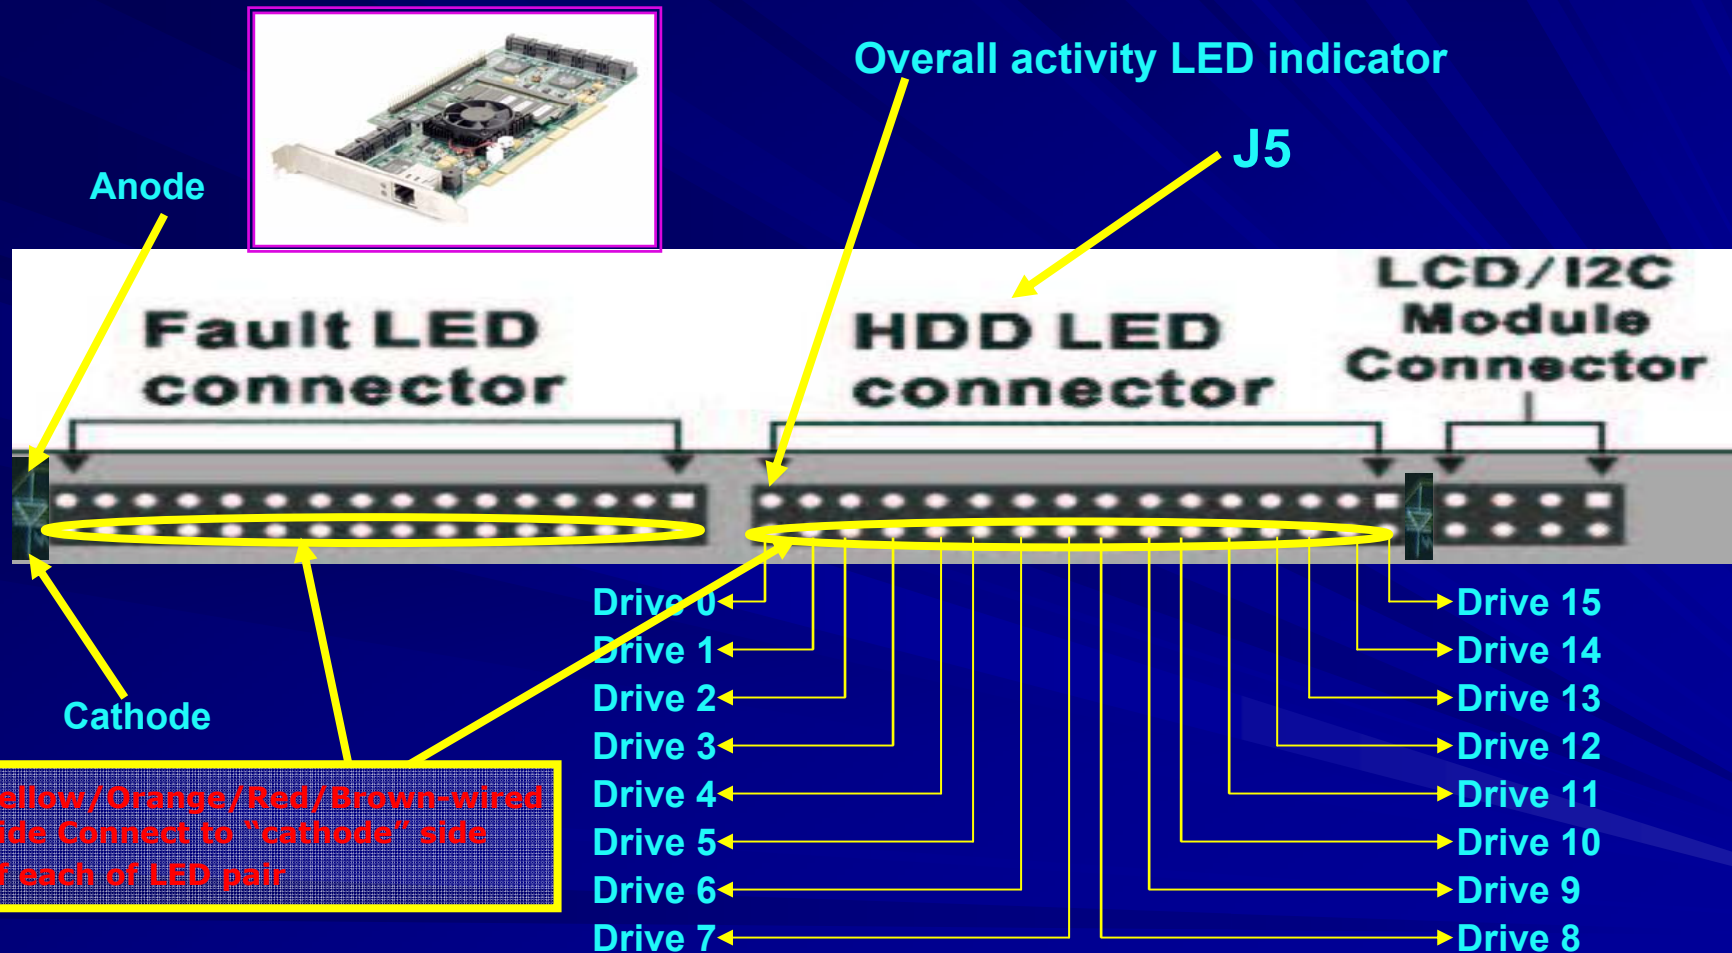 Overall activity LED indicator
J5
Anode
Fault LED
connector
HDD LED
connector
LCD/I2C
Module
Connector
Cathode
ellow/Orange/Red/Brown-wired
ide Connect to “cathode” side
f each of LED pair
Drive 0
Drive 1
Drive 2
Drive 3
Drive 4
Drive 5
Drive 6
Drive 7
Drive 15
Drive 14
Drive 13
Drive 12
Drive 11
Drive 10
Drive 9
Drive 8